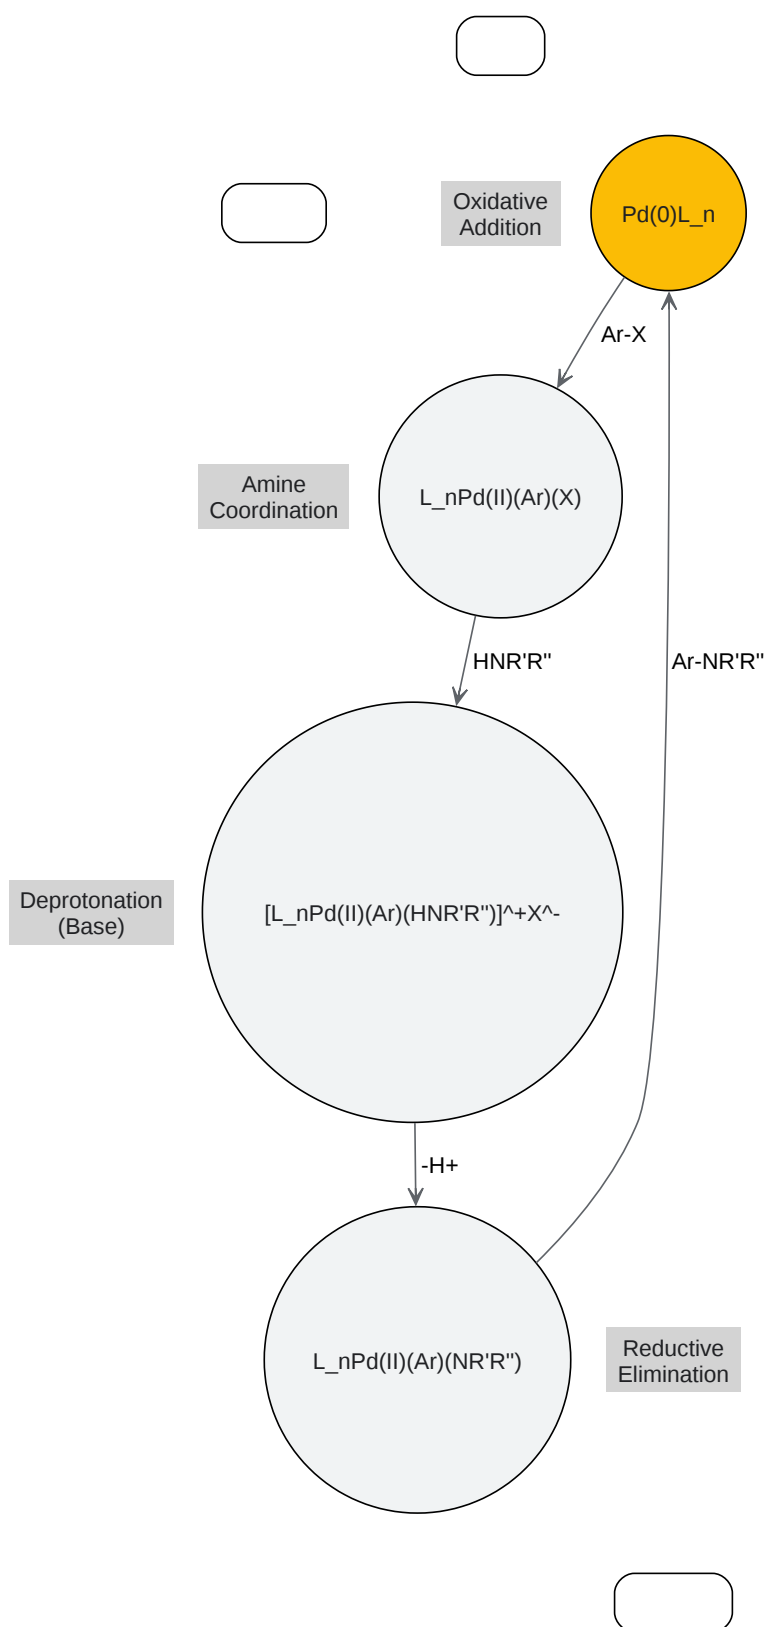 Oxidative
Addition
Pd(0)L_n
Ar-X
Amine
Coordination
L_nPd(II)(Ar)(X)
HNR'R"
Ar-NR'R"
Deprotonation
(Base)
[L_nPd(II)(Ar)(HNR'R")]^+X^-
-H+
L_nPd(II)(Ar)(NR'R")
Reductive
Elimination